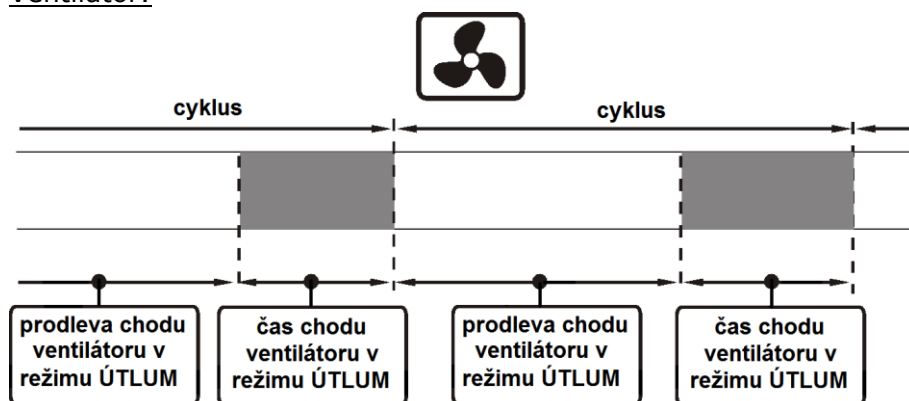 Ventilátor:
cyklus
cyklus
prodleva chodu
ventilátoru v
režimu ÚTLUM
čas chodu
ventilátoru v
režimu ÚTLUM
prodleva chodu
ventilátoru v
režimu ÚTLUM
čas chodu
ventilátoru v
režimu ÚTLUM